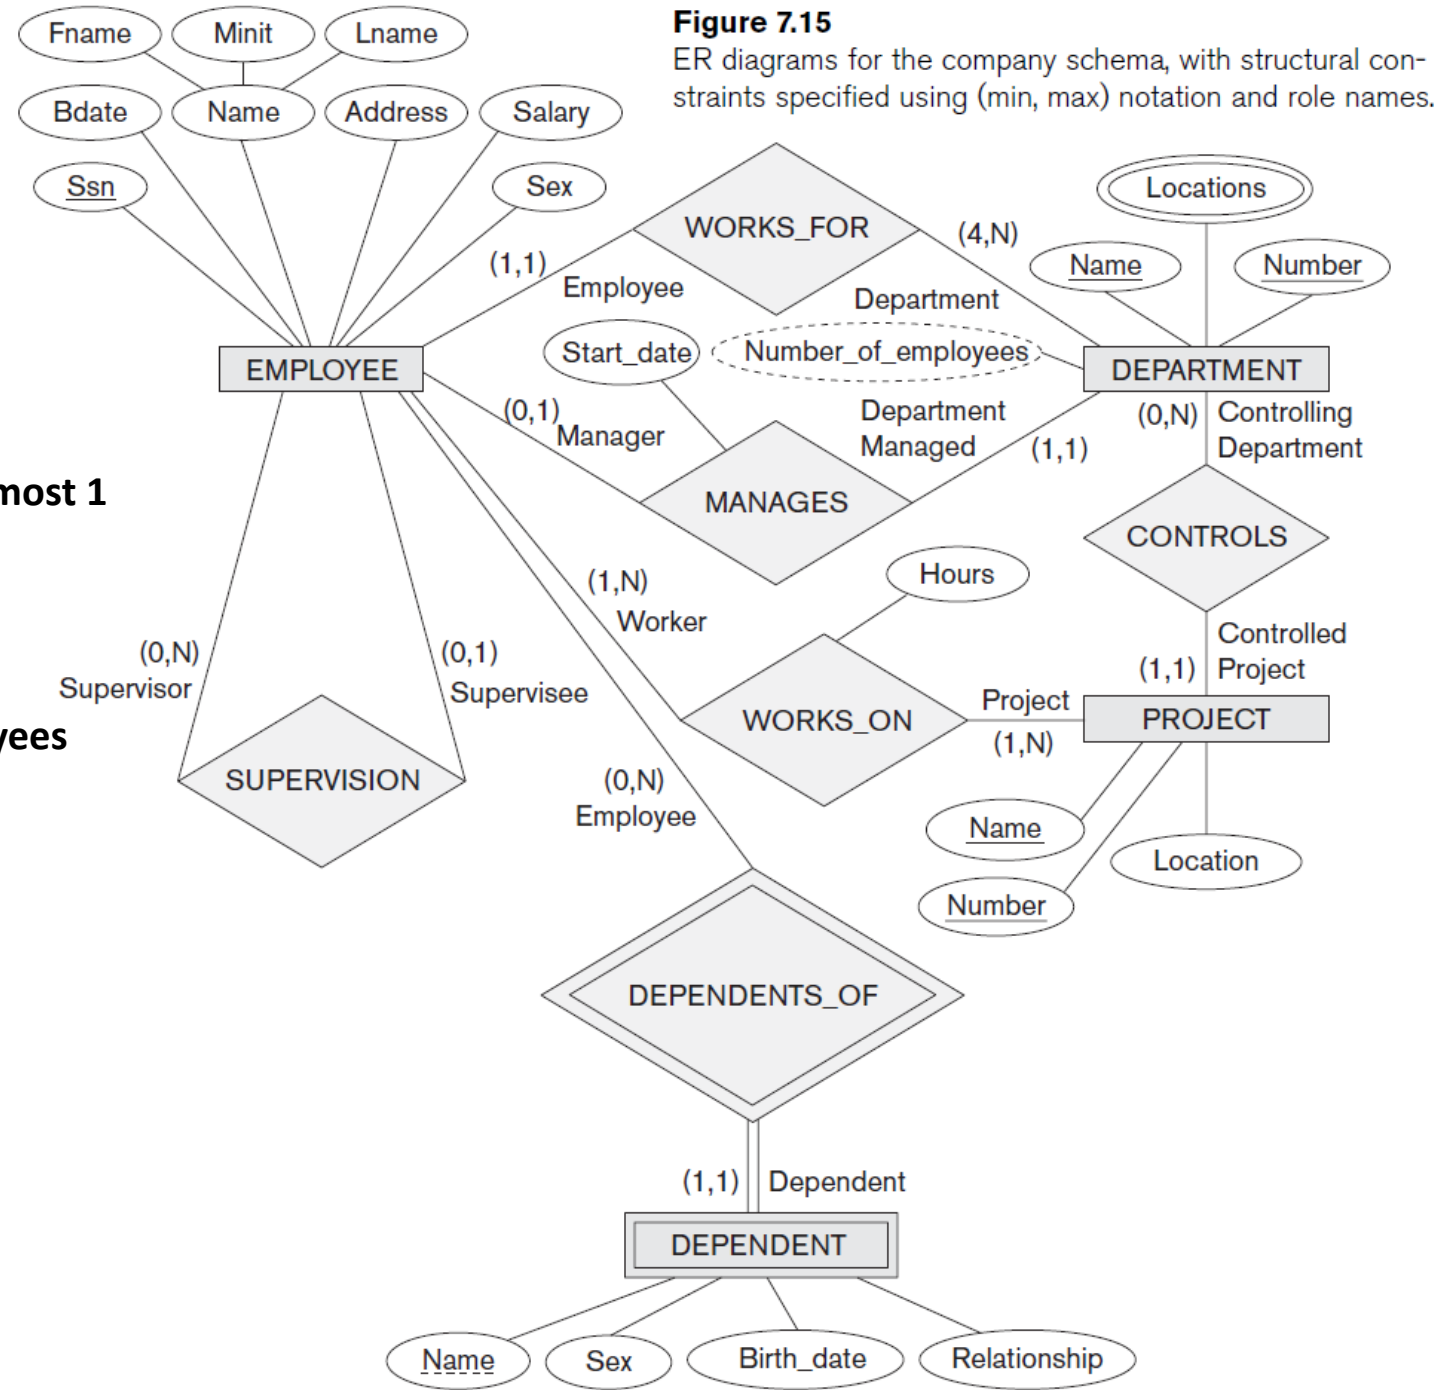 Figure 7.15
ER diagrams for the company schema, with structural con-
straints specified using (min, max) notation and role names.
Fname
Minit
Lname
Bdate
Name
Address
Salary
Ssn
Sex
WORKS_FOR
(4,N)
Locations
Name
Number
(1,1)
Employee
Department
Start_date
Number_of_employees
EMPLOYEE
DEPARTMENT
(0,1)
Manager
Department
Managed
(1,1)
(0,N)
Controlling
Department
most 1
MANAGES
CONTROLS
Hours
(1,N)
Worker
(0,N)
Supervisor
(0,1)
Supervisee
Controlled
Project
(1,1)
Project
(1,N)
PROJECT
WORKS_ON
yees
SUPERVISION
(0,N)
Employee
Name
Location
Number
DEPENDENTS_OF
(1,1)
Dependent
DEPENDENT
Name
Sex
Birth_date
Relationship